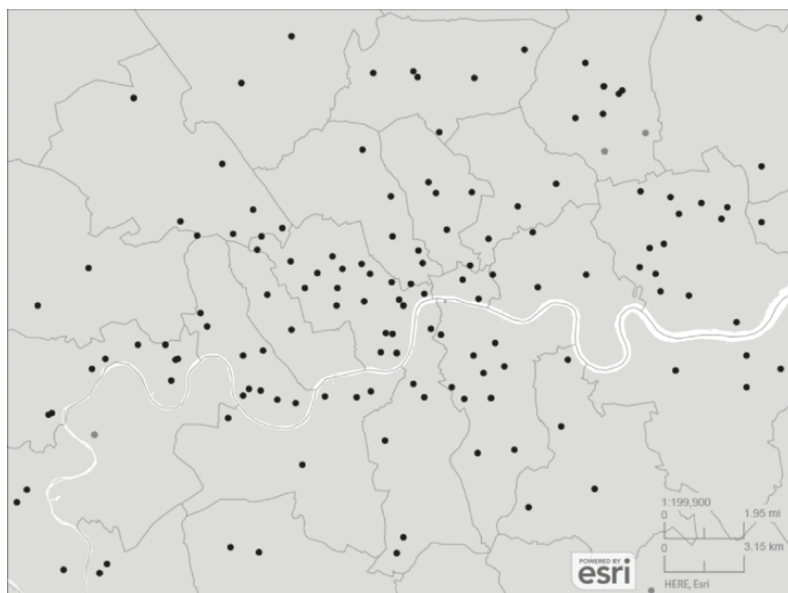 1:199,900
0 1.95 mi
0 3.15 km
POWERED BY
esri
HERE, Esri